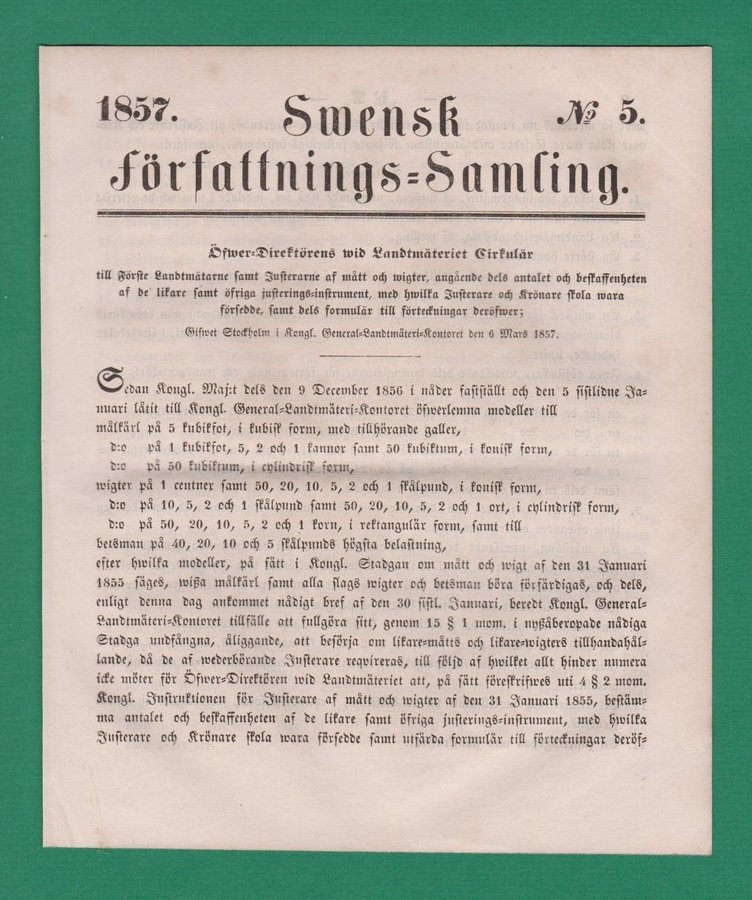 1857. Swensk № 5.
Författnings=Samling.
Öfwer=Direktörens wid Landtmäteriet Cirkulär
till Förste Landtmätarne samt Justerarne af mått och wigter, angående dels antalet och beskaffenheten
af de likare samt öfriga justerings=instrument, med hwilka Justerare och Krönare skola wara
försedde, samt dels formulär till förteckningar deröfwer;
Gifwet Stockholm i Kongl. General=Landtmäteri=Kontoret den 6 Mars 1857.
Sedan Kongl. Maj:t dels den 9 December 1856 i nåder fastställt och den 5 sistlidne Ja=
nuari låtit till Kongl. General=Landtmäteri=Kontoret öfwerlemna modeller till
målkärl på 5 kubikfot, i kubisk form, med tillhörande galler,
d:o på 1 kubikfot, 5, 2 och 1 kannor samt 50 kubiktum, i konisk form,
d:o på 50 kubiktum, i cylindrisk form,
wigter på 1 centner samt 50, 20, 10, 5, 2 och 1 skålpund, i konisk form,
d:o på 10, 5, 2 och 1 skålpund samt 50, 20, 10, 5, 2 och 1 ort, i cylindrisk form,
d:o på 50, 20, 10, 5, 2 och 1 korn, i rektangulär form, samt till
betsman på 40, 20, 10 och 5 skålpunds högsta belastning,
efter hwilka modeller, på sätt i Kongl. Stadgan om mått och wigt af den 31 Januari
1855 säges, wissa målkärl samt alla slags wigter och betsman böra förfärdigas, och dels,
enligt denna dag ankommet nådigt bref af den 30 sistl. Januari, beredt Kongl. General=
Landtmäteri=Kontoret tillfälle att fullgöra sitt, genom 15 § 1 mom. i nyssåberopade nådiga
Stadga undfångna, åliggande, att besörja om likare=mätts och likare=wigters tillhandahål=
lande, då de af wederbörande Justerare reqwireras, till följd af hwilket allt hinder numera
icke möter för Öfwer=Direktören wid Landtmäteriet att, på sätt föreskrifwes uti 4 § 2 mom.
Kongl. Instruktionen för Justerare af mått och wigter af den 31 Januari 1855, bestäm=
ma antalet och beskaffenheten af de likare samt öfriga justerings=instrument, med hwilka
Justerare och Krönare skola wara försedde samt utfärda formulär till förteckningar deröf=